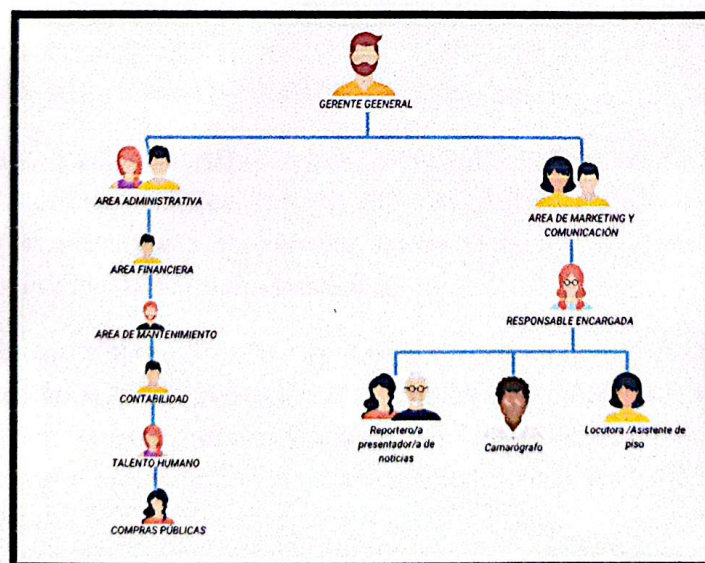 GERENTE GEENERAL
AREA ADMINISTRATIVA
AREA DE MARKETING Y
COMUNICACIÓN
AREA FINANCIERA
RESPONSABLE ENCARGADA
AREA DE MANTENIMIENTO
CONTABILIDAD
Reportero/a
presentador/a de
noticias
Camarógrafo
Locutora /Asistente de
piso
TALENTO HUMANO
COMPRAS PÚBLICAS